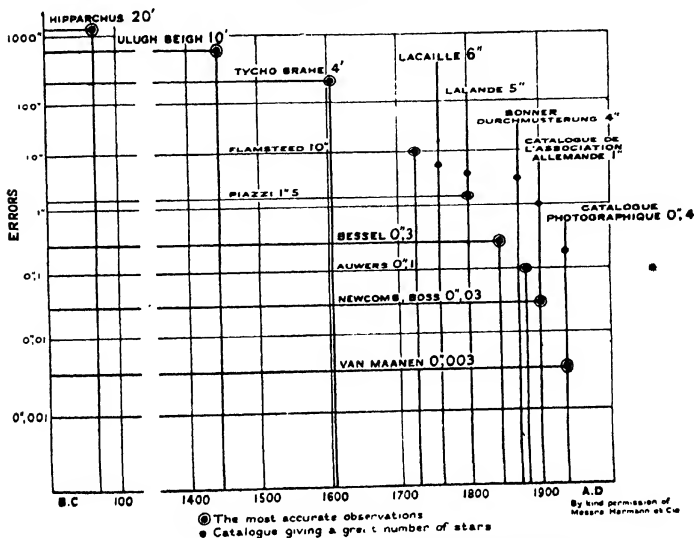 HIPPARCHUS 20'
ULUGH BEIGH 10'
TYCHO BRAHE 4'
LACAILLE 6"
LALANDE 5"
BONNER
DURCHMUSTERUNG 4"
CATALOGUE DE
L'ASSOCIATION
ALLEMANDE 1"
FLAMSTEED 10"
PIAZZI 1"5
CATALOGUE
PHOTOGRAPHIQUE 0",4
BESSEL 0",3
AUWERS 0",1
NEWCOMB, BOSS 0",03
VAN MAANEN 0",003
ERRORS
1000"
100"
10"
1"
0",1
0",01
0",001
B.C 100 1400 1500 1600 1700 1800 1900 A.D
The most accurate observations
Catalogue giving a great number of stars
By kind permission of
Messrs Hermann et Cie